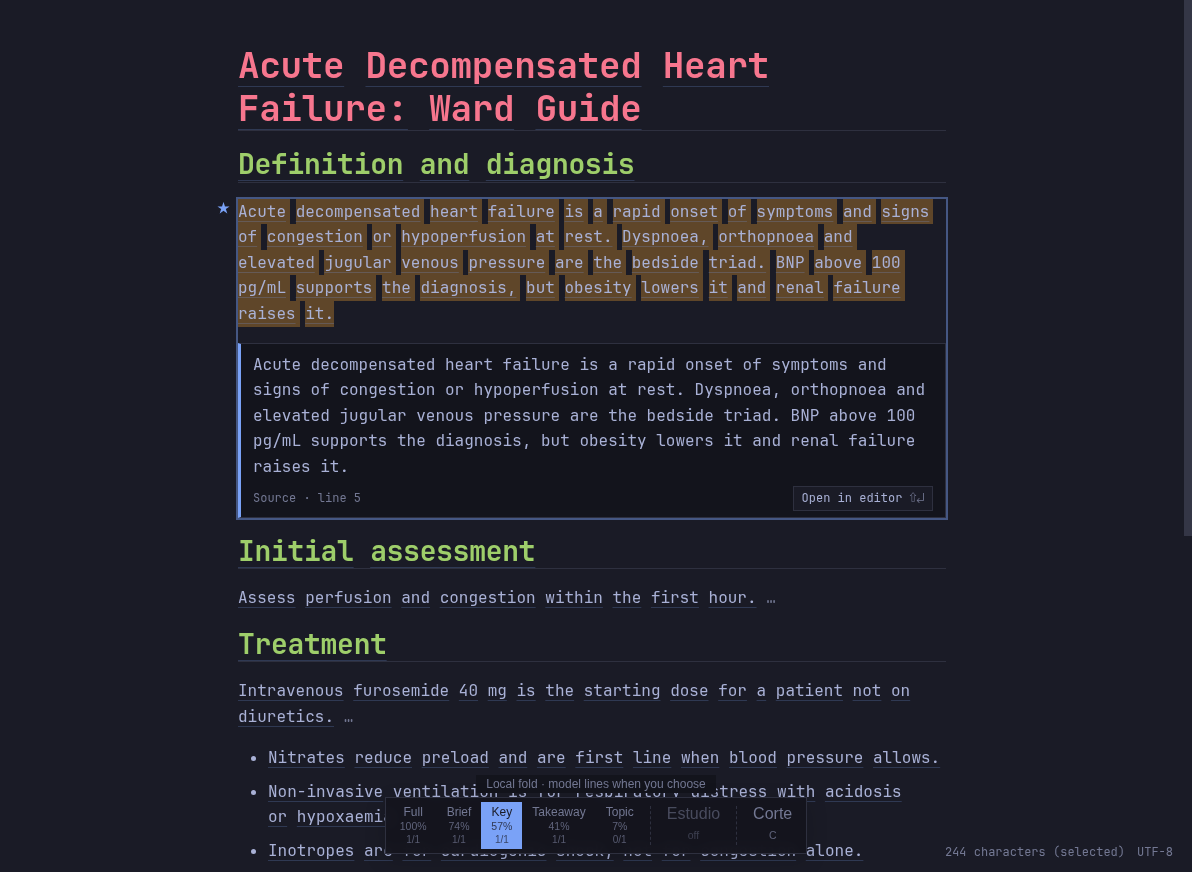 Acute Decompensated Heart
Failure: Ward Guide
Definition and diagnosis
★ Acute decompensated heart failure is a rapid onset of symptoms and signs
of congestion or hypoperfusion at rest. Dyspnoea, orthopnoea and
elevated jugular venous pressure are the bedside triad. BNP above 100
pg/mL supports the diagnosis, but obesity lowers it and renal failure
raises it.
Acute decompensated heart failure is a rapid onset of symptoms and
signs of congestion or hypoperfusion at rest. Dyspnoea, orthopnoea and
elevated jugular venous pressure are the bedside triad. BNP above 100
pg/mL supports the diagnosis, but obesity lowers it and renal failure
raises it.
Source · line 5
Open in editor ⇧↵
Initial assessment
Assess perfusion and congestion within the first hour. …
Treatment
Intravenous furosemide 40 mg is the starting dose for a patient not on
diuretics. …
• Nitrates reduce preload and are first line when blood pressure allows.
Local fold · model lines when you choose
• Non-invasive ventilation is for respiratory distress with acidosis
or hypoxaemi
Full Brief Key Takeaway Topic Estudio Corte
100% 74% 57% 41% 7% off C
1/1 1/1 1/1 1/1 0/1
• Inotropes are for cardiogenic shock, not for congestion alone.
244 characters (selected) UTF-8